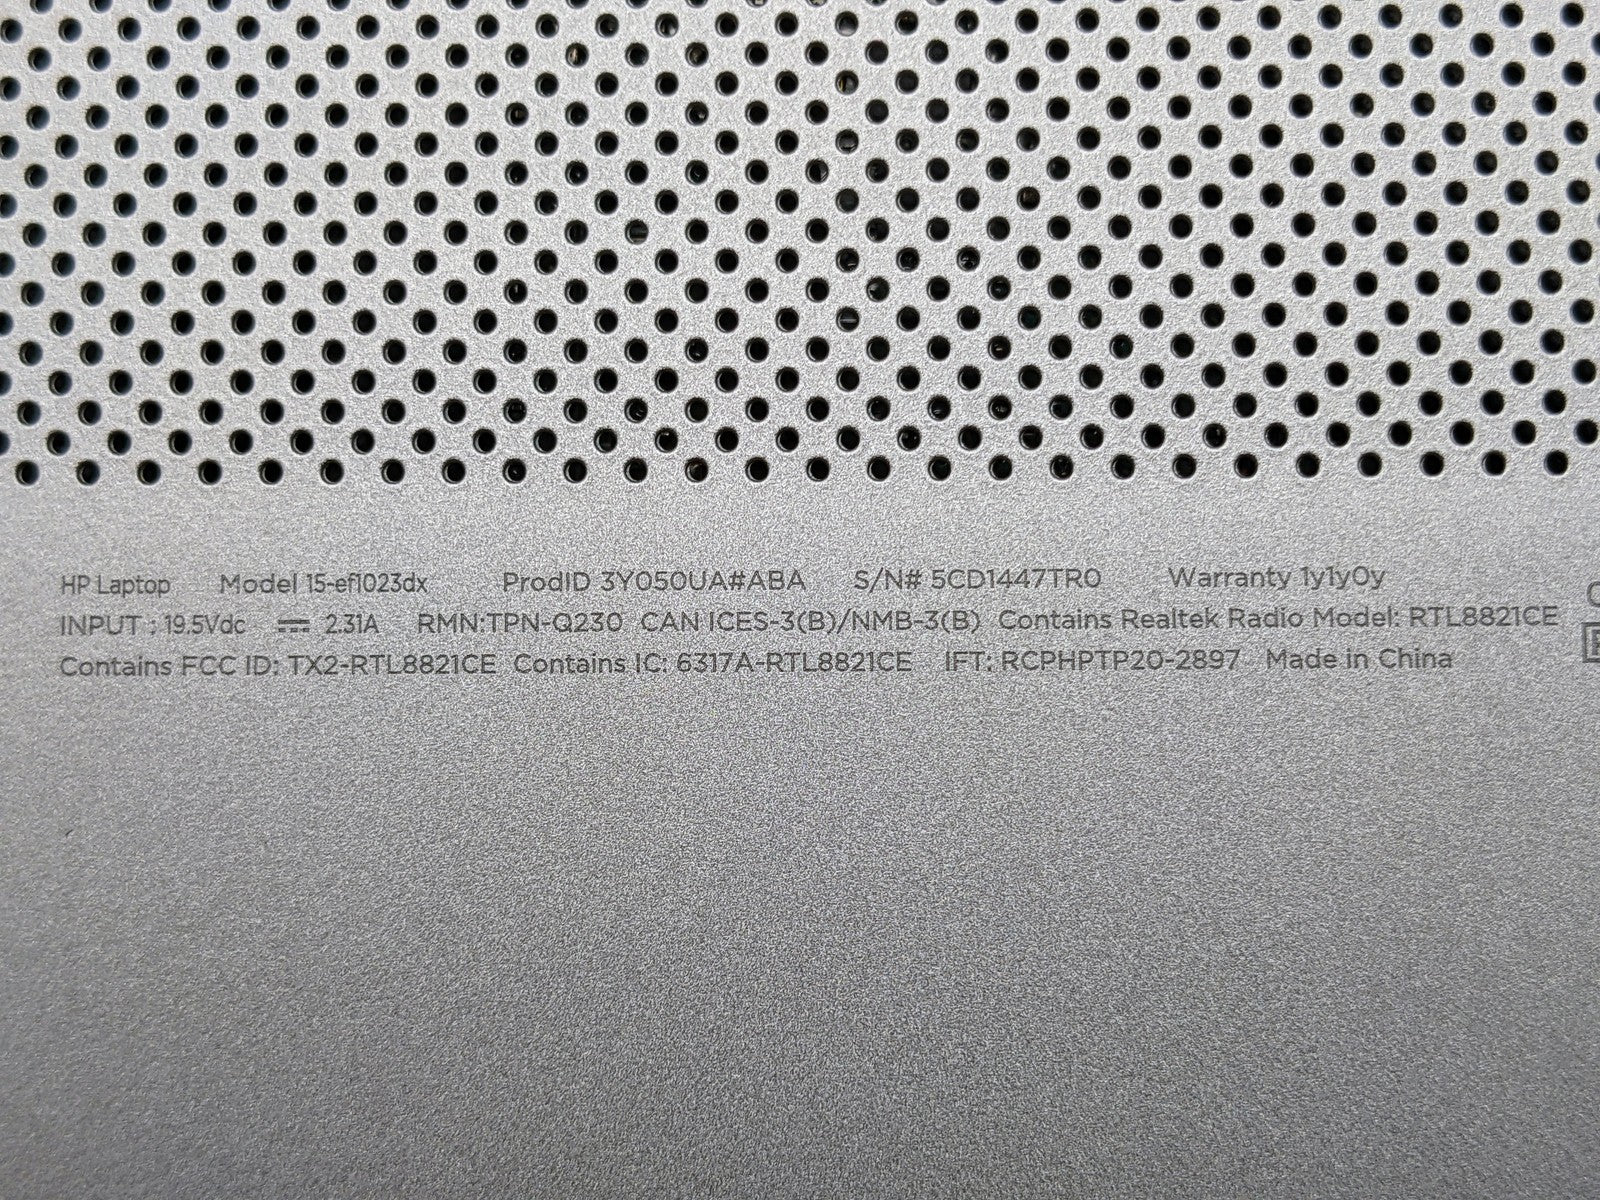 HP Laptop Model 15-ef1023dx ProdID 3Y050UA#ABA S/N# 5CD1447TR0 Warranty 1y1y0y
INPUT : 19.5Vdc ⎓ 2.31A RMN:TPN-Q230 CAN ICES-3(B)/NMB-3(B) Contains Realtek Radio Model: RTL8821CE
Contains FCC ID: TX2-RTL8821CE Contains IC: 6317A-RTL8821CE IFT: RCPHPTP20-2897 Made in China